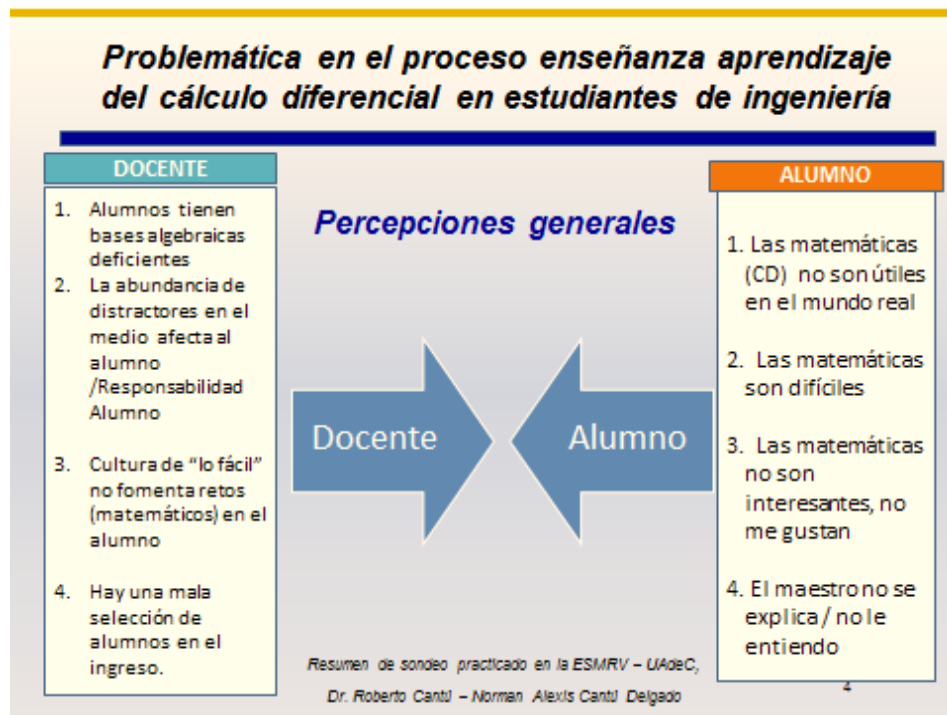 Problemática en el proceso enseñanza aprendizaje
del cálculo diferencial en estudiantes de ingeniería
DOCENTE
1. Alumnos tienen
bases algebraicas
deficientes
2. La abundancia de
distractores en el
medio afecta al
alumno
/Responsabilidad
Alumno
3. Cultura de “lo fácil”
no fomenta retos
(matemáticos) en el
alumno
4. Hay una mala
selección de
alumnos en el
ingreso.
Percepciones generales
Docente
Alumno
ALUMNO
1. Las matemáticas
(CD) no son útiles
en el mundo real
2. Las matemáticas
son difíciles
3. Las matemáticas
no son
interesantes, no
me gustan
4. El maestro no se
explica / no le
entiendo
Resumen de sondeo practicado en la ESMRV – UAdeC,
Dr. Roberto Cantú – Norman Alexis Cantú Delgado
4